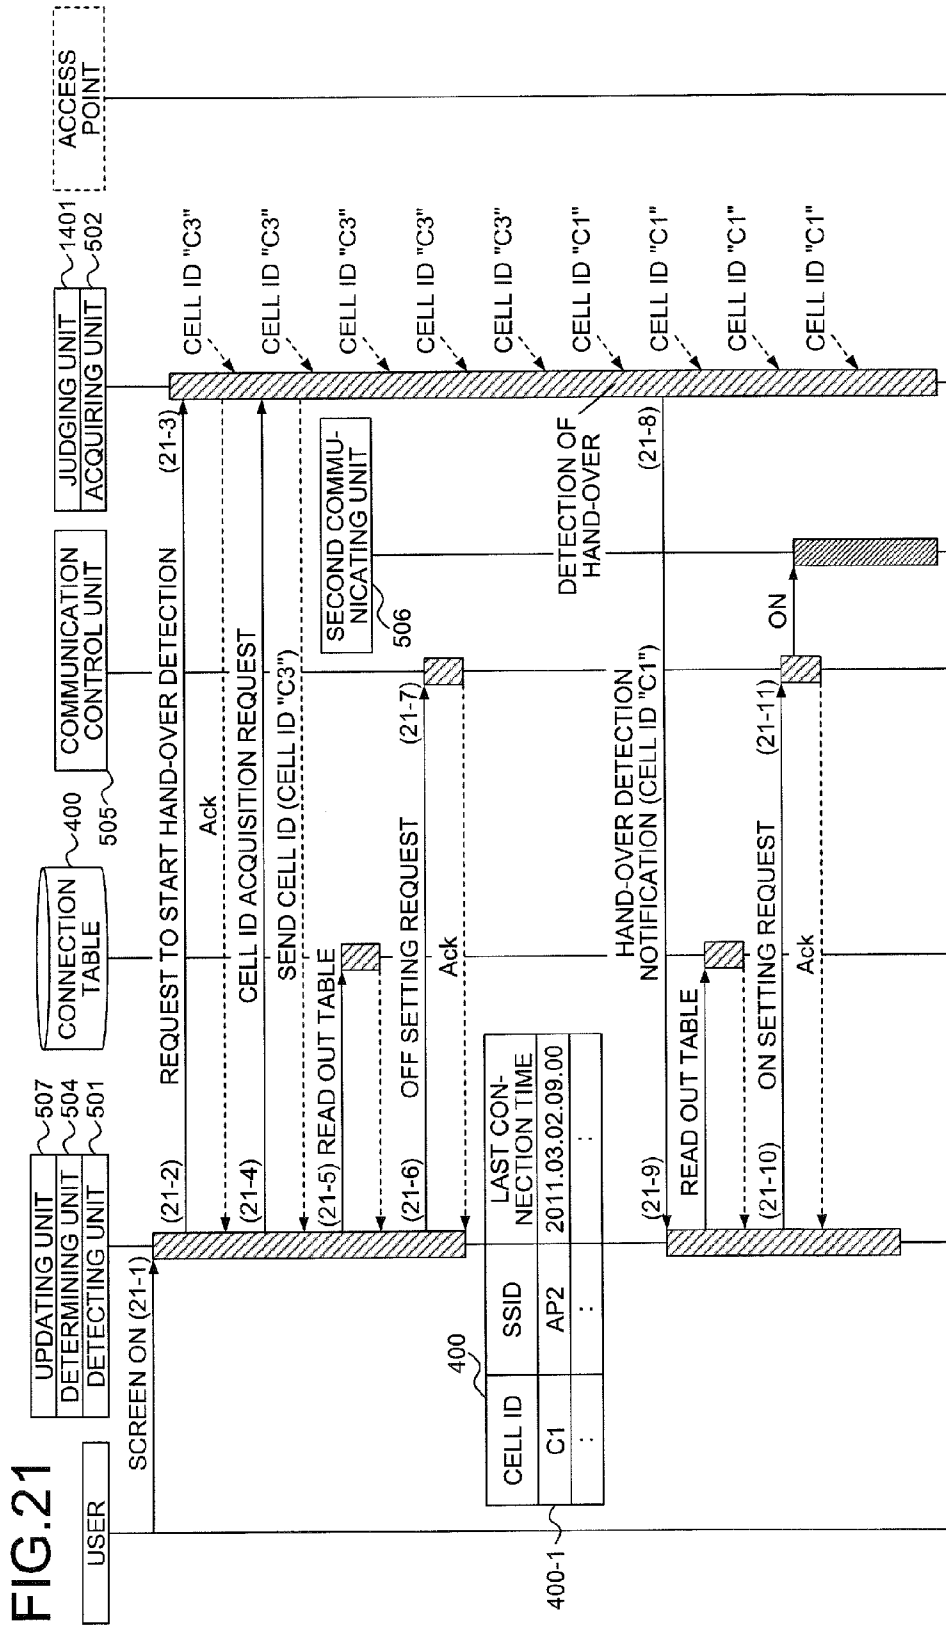 FIG.21
USER
UPDATING UNIT
DETERMINING UNIT
DETECTING UNIT
507
504
501
CONNECTION
TABLE
400
COMMUNICATION
CONTROL UNIT
505
JUDGING UNIT
ACQUIRING UNIT
1401
502
ACCESS
POINT
SCREEN ON (21-1)
(21-2)
REQUEST TO START HAND-OVER DETECTION
(21-3)
CELL ID "C3"
Ack
(21-4)
CELL ID ACQUISITION REQUEST
CELL ID "C3"
SEND CELL ID (CELL ID "C3")
(21-5) READ OUT TABLE
SECOND COMMU-
NICATING UNIT
506
CELL ID "C3"
(21-6)
OFF SETTING REQUEST
(21-7)
CELL ID "C3"
Ack
400
CELL ID
SSID
LAST CON-
NECTION TIME
C1
AP2
2011.03.02.09.00
:
:
:
400-1
CELL ID "C3"
DETECTION OF
HAND-OVER
CELL ID "C1"
(21-9)
HAND-OVER DETECTION
NOTIFICATION (CELL ID "C1")
(21-8)
CELL ID "C1"
READ OUT TABLE
CELL ID "C1"
(21-10)
ON SETTING REQUEST
(21-11)
ON
Ack
CELL ID "C1"